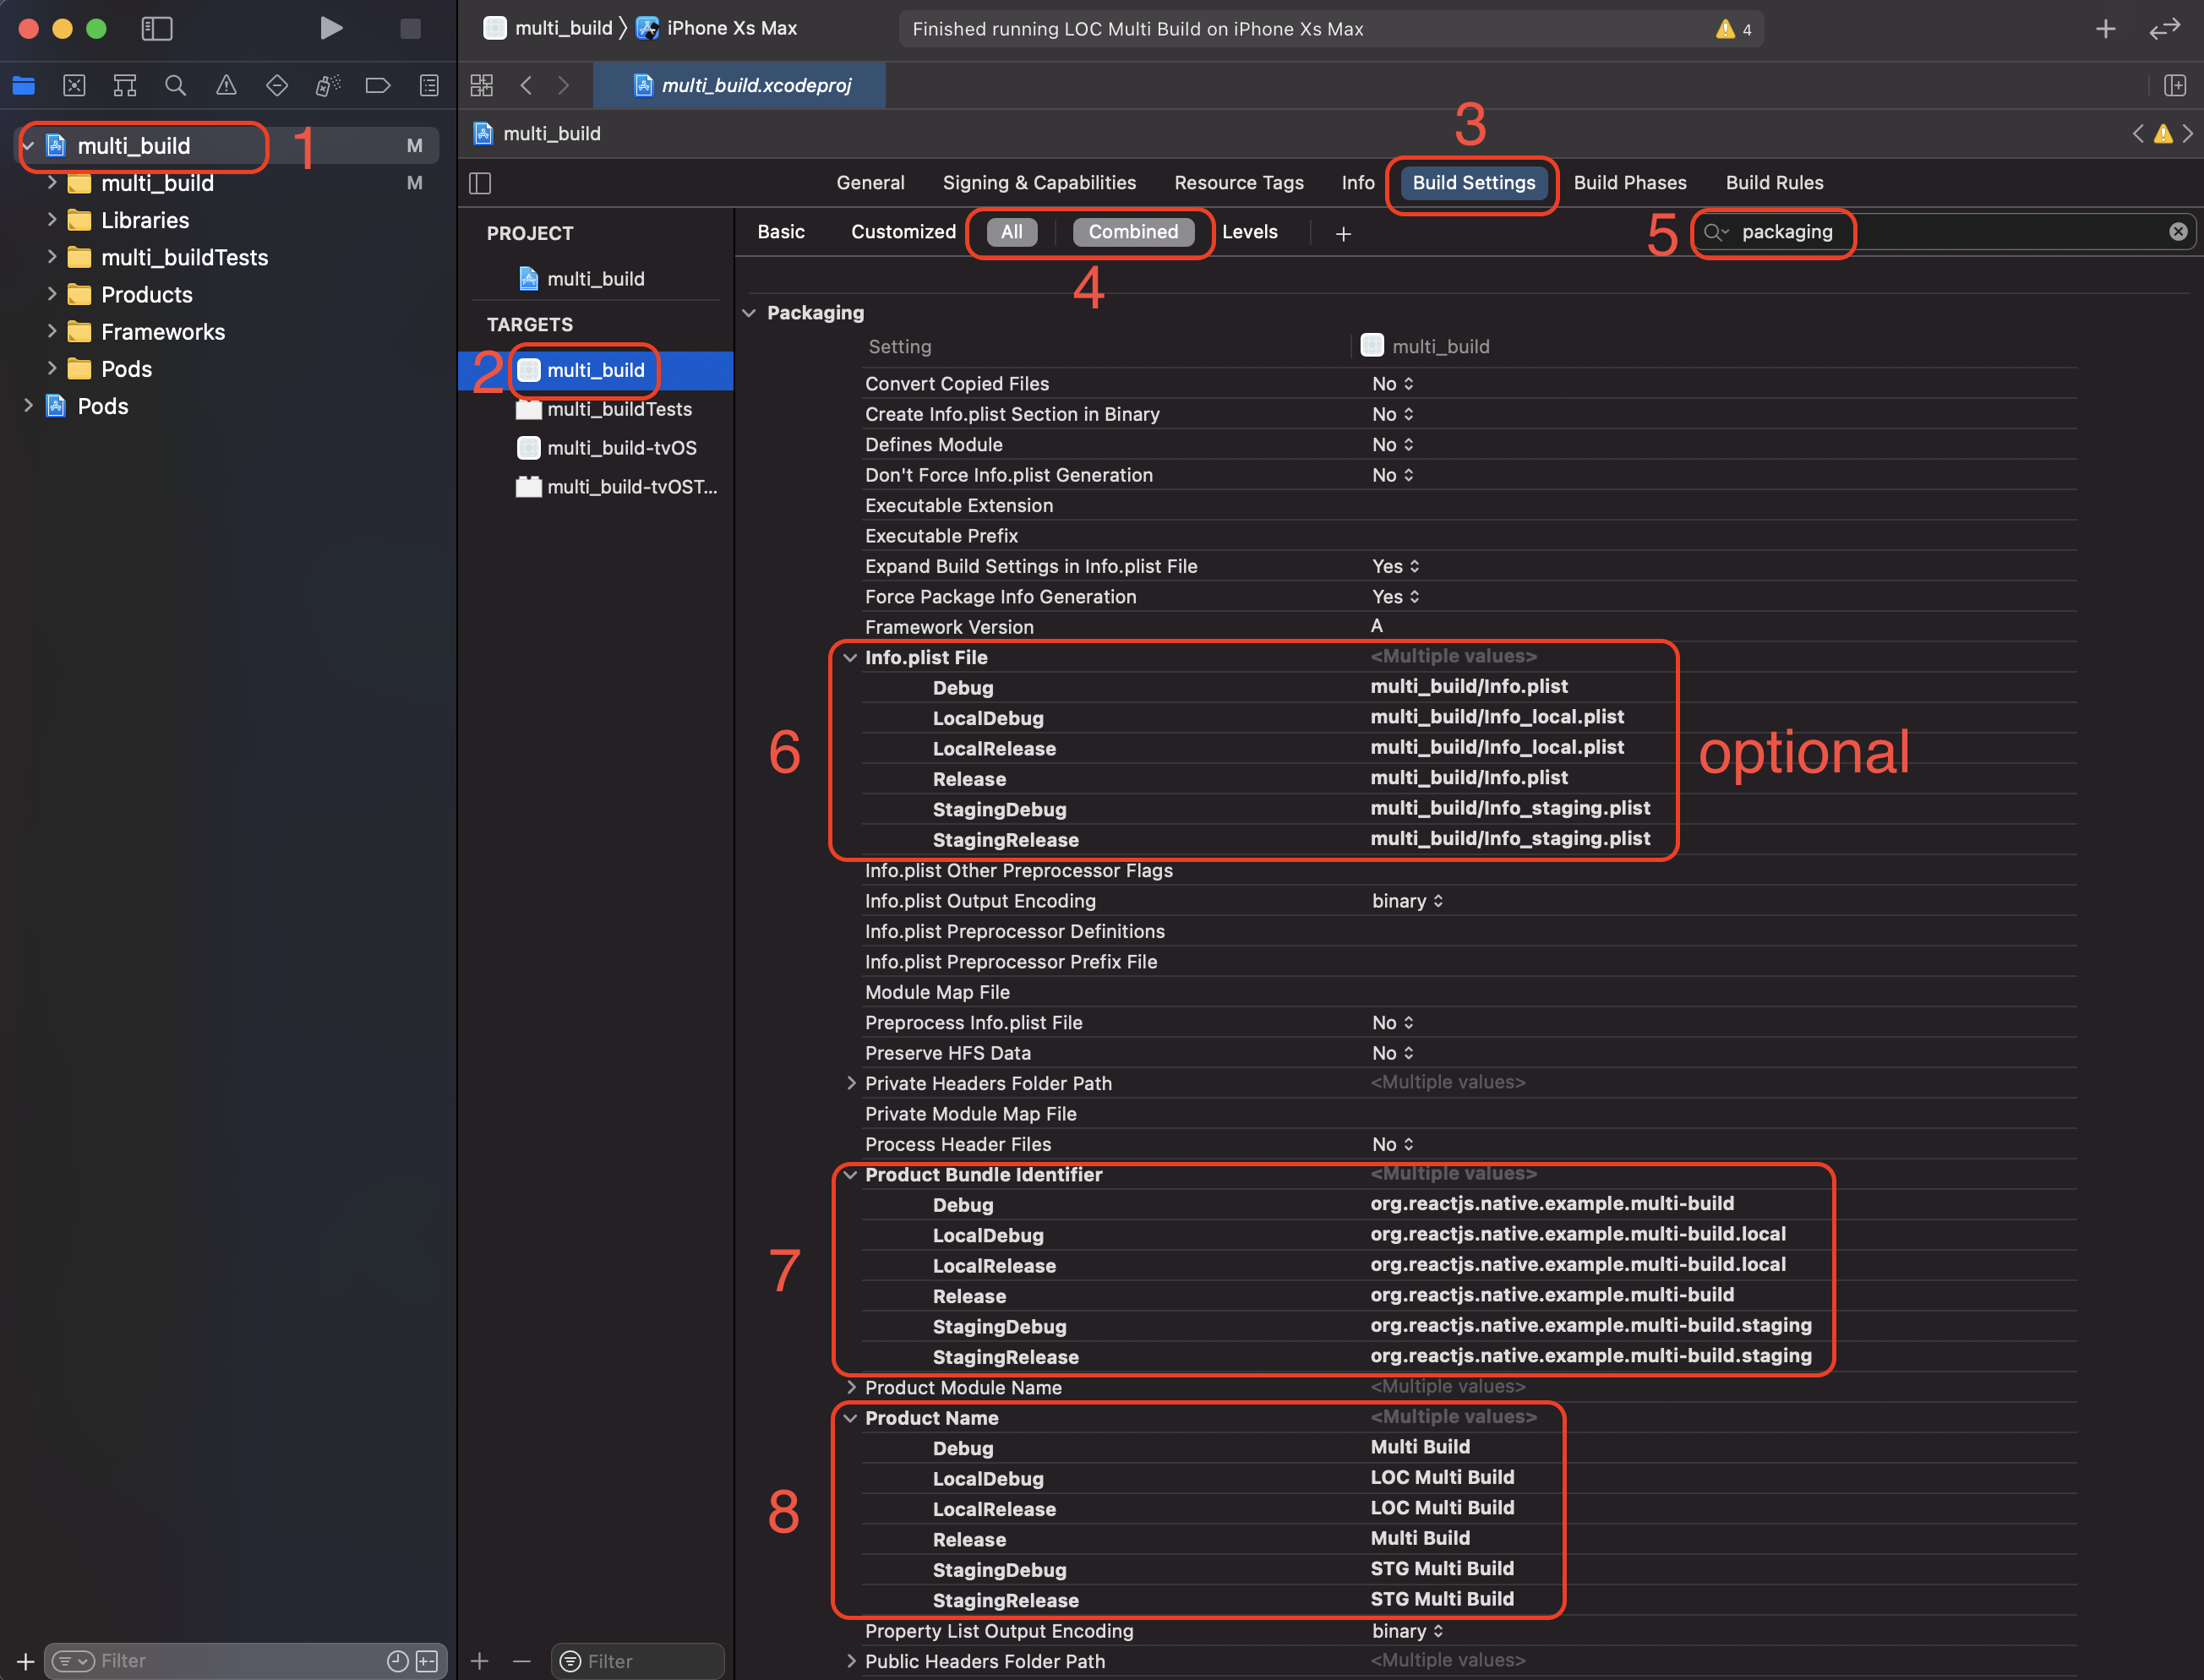 multi_build 〉 iPhone Xs Max
Finished running LOC Multi Build on iPhone Xs Max
4
multi_build.xcodeproj
multi_build M
1
multi_build M
Libraries
multi_buildTests
Products
Frameworks
Pods
Pods
multi_build
3
General Signing & Capabilities Resource Tags Info Build Settings Build Phases Build Rules
PROJECT
multi_build
TARGETS
2
multi_build
multi_buildTests
multi_build-tvOS
multi_build-tvOST...
Basic Customized All Combined Levels +
4
5
packaging
Packaging
Setting multi_build
Convert Copied Files No
Create Info.plist Section in Binary No
Defines Module No
Don't Force Info.plist Generation No
Executable Extension
Executable Prefix
Expand Build Settings in Info.plist File Yes
Force Package Info Generation Yes
Framework Version A
Info.plist File <Multiple values>
Debug multi_build/Info.plist
LocalDebug multi_build/Info_local.plist
LocalRelease multi_build/Info_local.plist
Release multi_build/Info.plist
StagingDebug multi_build/Info_staging.plist
StagingRelease multi_build/Info_staging.plist
6
optional
Info.plist Other Preprocessor Flags
Info.plist Output Encoding binary
Info.plist Preprocessor Definitions
Info.plist Preprocessor Prefix File
Module Map File
Preprocess Info.plist File No
Preserve HFS Data No
Private Headers Folder Path <Multiple values>
Private Module Map File
Process Header Files No
Product Bundle Identifier <Multiple values>
Debug org.reactjs.native.example.multi-build
LocalDebug org.reactjs.native.example.multi-build.local
LocalRelease org.reactjs.native.example.multi-build.local
Release org.reactjs.native.example.multi-build
StagingDebug org.reactjs.native.example.multi-build.staging
StagingRelease org.reactjs.native.example.multi-build.staging
7
Product Module Name <Multiple values>
Product Name <Multiple values>
Debug Multi Build
LocalDebug LOC Multi Build
LocalRelease LOC Multi Build
Release Multi Build
StagingDebug STG Multi Build
StagingRelease STG Multi Build
8
Property List Output Encoding binary
Public Headers Folder Path <Multiple values>
Filter
Filter